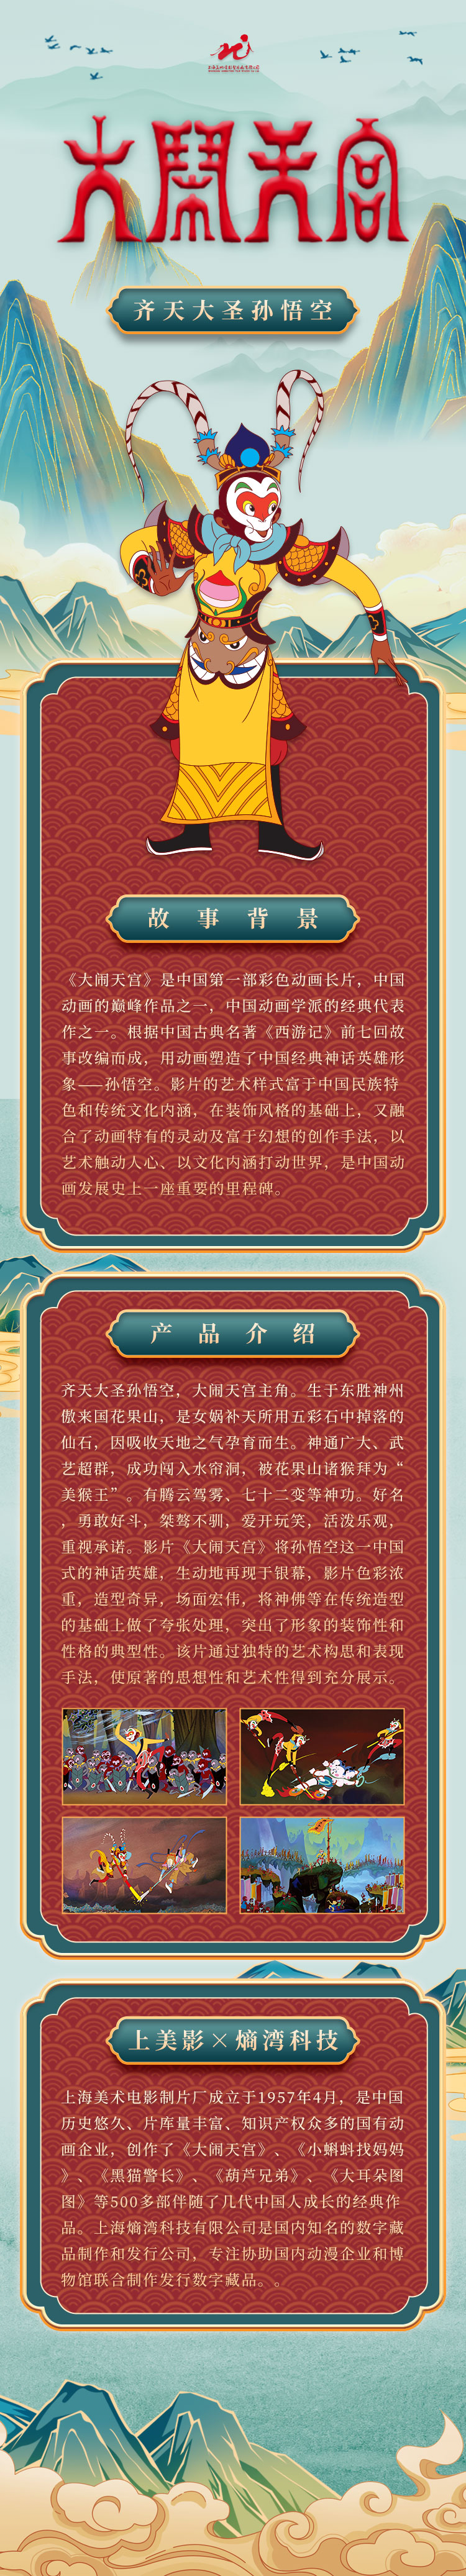 大鬧天宮
齐天大圣孙悟空
故事背景
《大闹天宫》是中国第一部彩色动画长片，中国
动画的巅峰作品之一，中国动画学派的经典代表
作之一。根据中国古典名著《西游记》前七回故
事改编而成，用动画塑造了中国经典神话英雄形
象——孙悟空。影片的艺术样式富于中国民族特
色和传统文化内涵，在装饰风格的基础上，又融
合了动画特有的灵动及富于幻想的创作手法，以
艺术触动人心、以文化内涵打动世界，是中国动
画发展史上一座重要的里程碑。
产品介绍
齐天大圣孙悟空，大闹天宫主角。生于东胜神州
傲来国花果山，是女娲补天所用五彩石中掉落的
仙石，因吸收天地之气孕育而生。神通广大、武
艺超群，成功闯入水帘洞，被花果山诸猴拜为“
美猴王”。有腾云驾雾、七十二变等神功。好名
，勇敢好斗，桀骜不驯，爱开玩笑，活泼乐观，
重视承诺。影片《大闹天宫》将孙悟空这一中国
式的神话英雄，生动地再现于银幕，影片色彩浓
重，造型奇异，场面宏伟，将神佛等在传统造型
的基础上做了夸张处理，突出了形象的装饰性和
性格的典型性。该片通过独特的艺术构思和表现
手法，使原著的思想性和艺术性得到充分展示。
上美影×熵湾科技
上海美术电影制片厂成立于1957年4月，是中国
历史悠久、片库量丰富、知识产权众多的国有动
画企业，创作了《大闹天宫》、《小蝌蚪找妈妈
》、《黑猫警长》、《葫芦兄弟》、《大耳朵图
图》等500多部伴随了几代中国人成长的经典作
品。上海熵湾科技有限公司是国内知名的数字藏
品制作和发行公司，专注协助国内动漫企业和博
物馆联合制作发行数字藏品。。